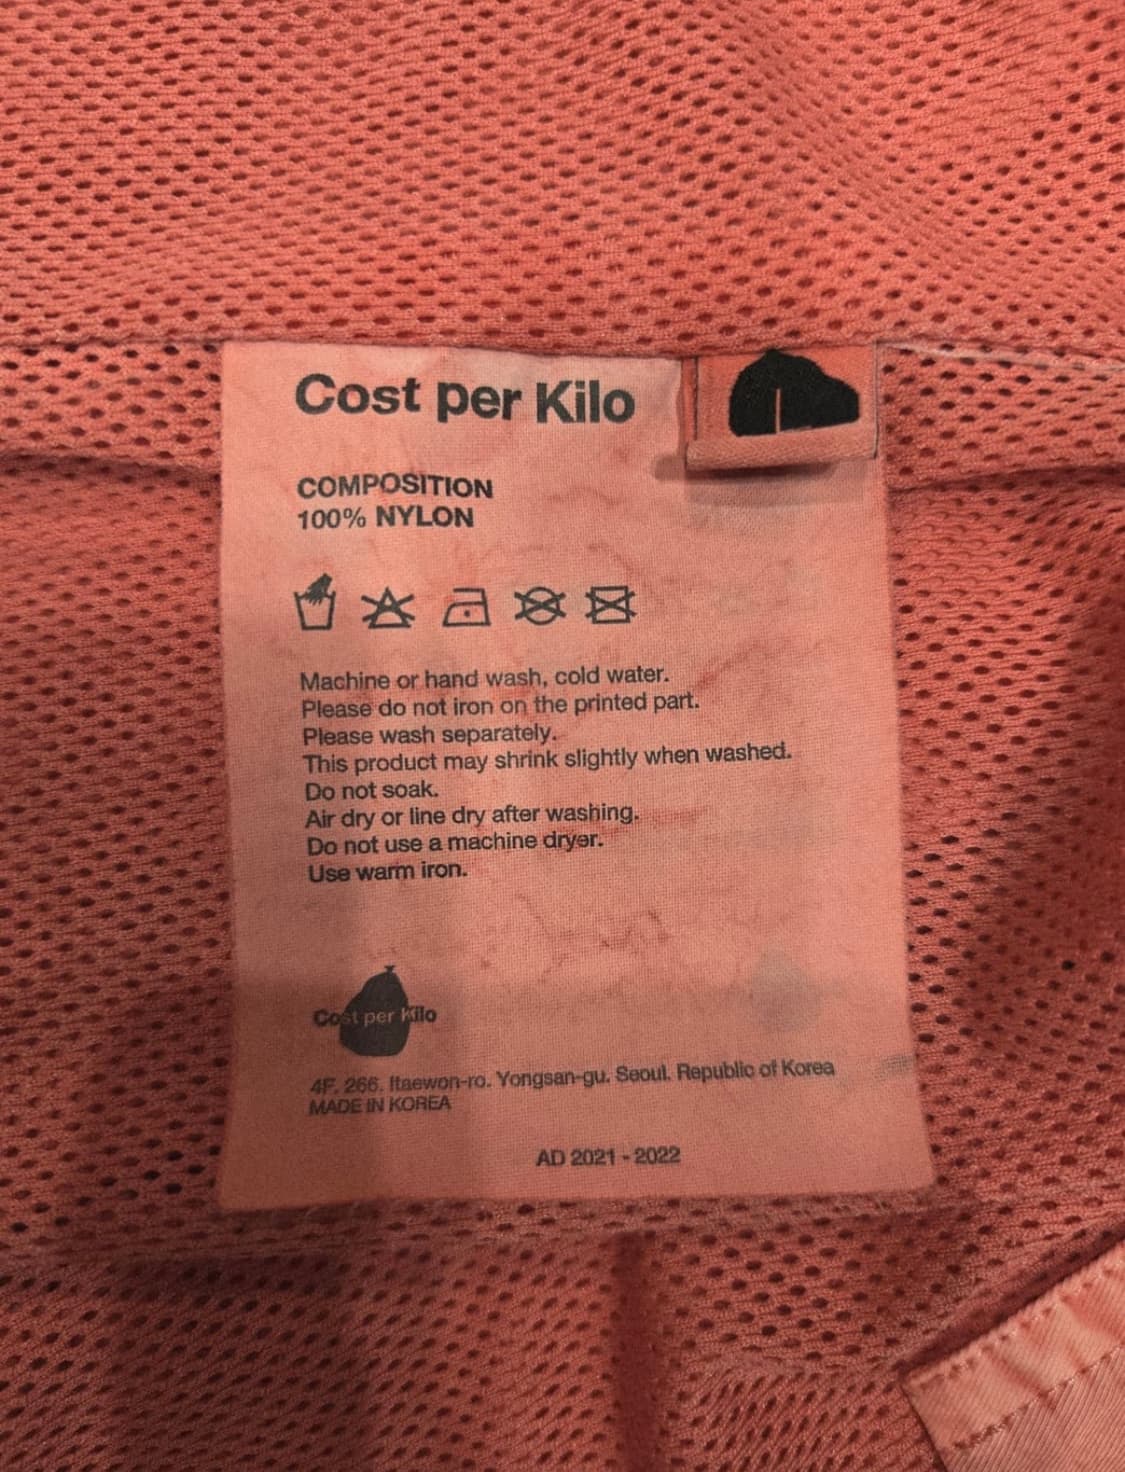 Cost per Kilo
COMPOSITION
100% NYLON
Machine or hand wash, cold water.
Please do not iron on the printed part.
Please wash separately.
This product may shrink slightly when washed.
Do not soak.
Air dry or line dry after washing.
Do not use a machine dryer.
Use warm iron.
Cost per Kilo
4F. 266. Itaewon-ro. Yongsan-gu. Seoul. Republic of Korea
MADE IN KOREA
AD 2021 - 2022